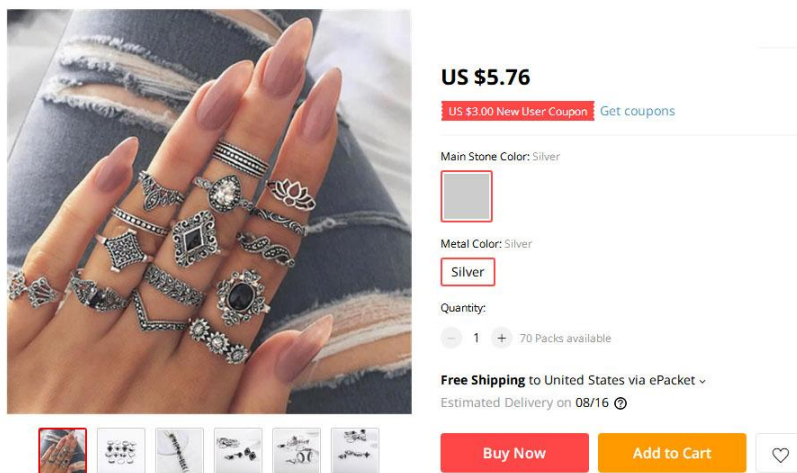 US $5.76
US $3.00 New User Coupon Get coupons
Main Stone Color: Silver
Metal Color: Silver
Silver
Quantity:
− 1 + 70 Packs available
Free Shipping to United States via ePacket
Estimated Delivery on 08/16 ?
Buy Now Add to Cart